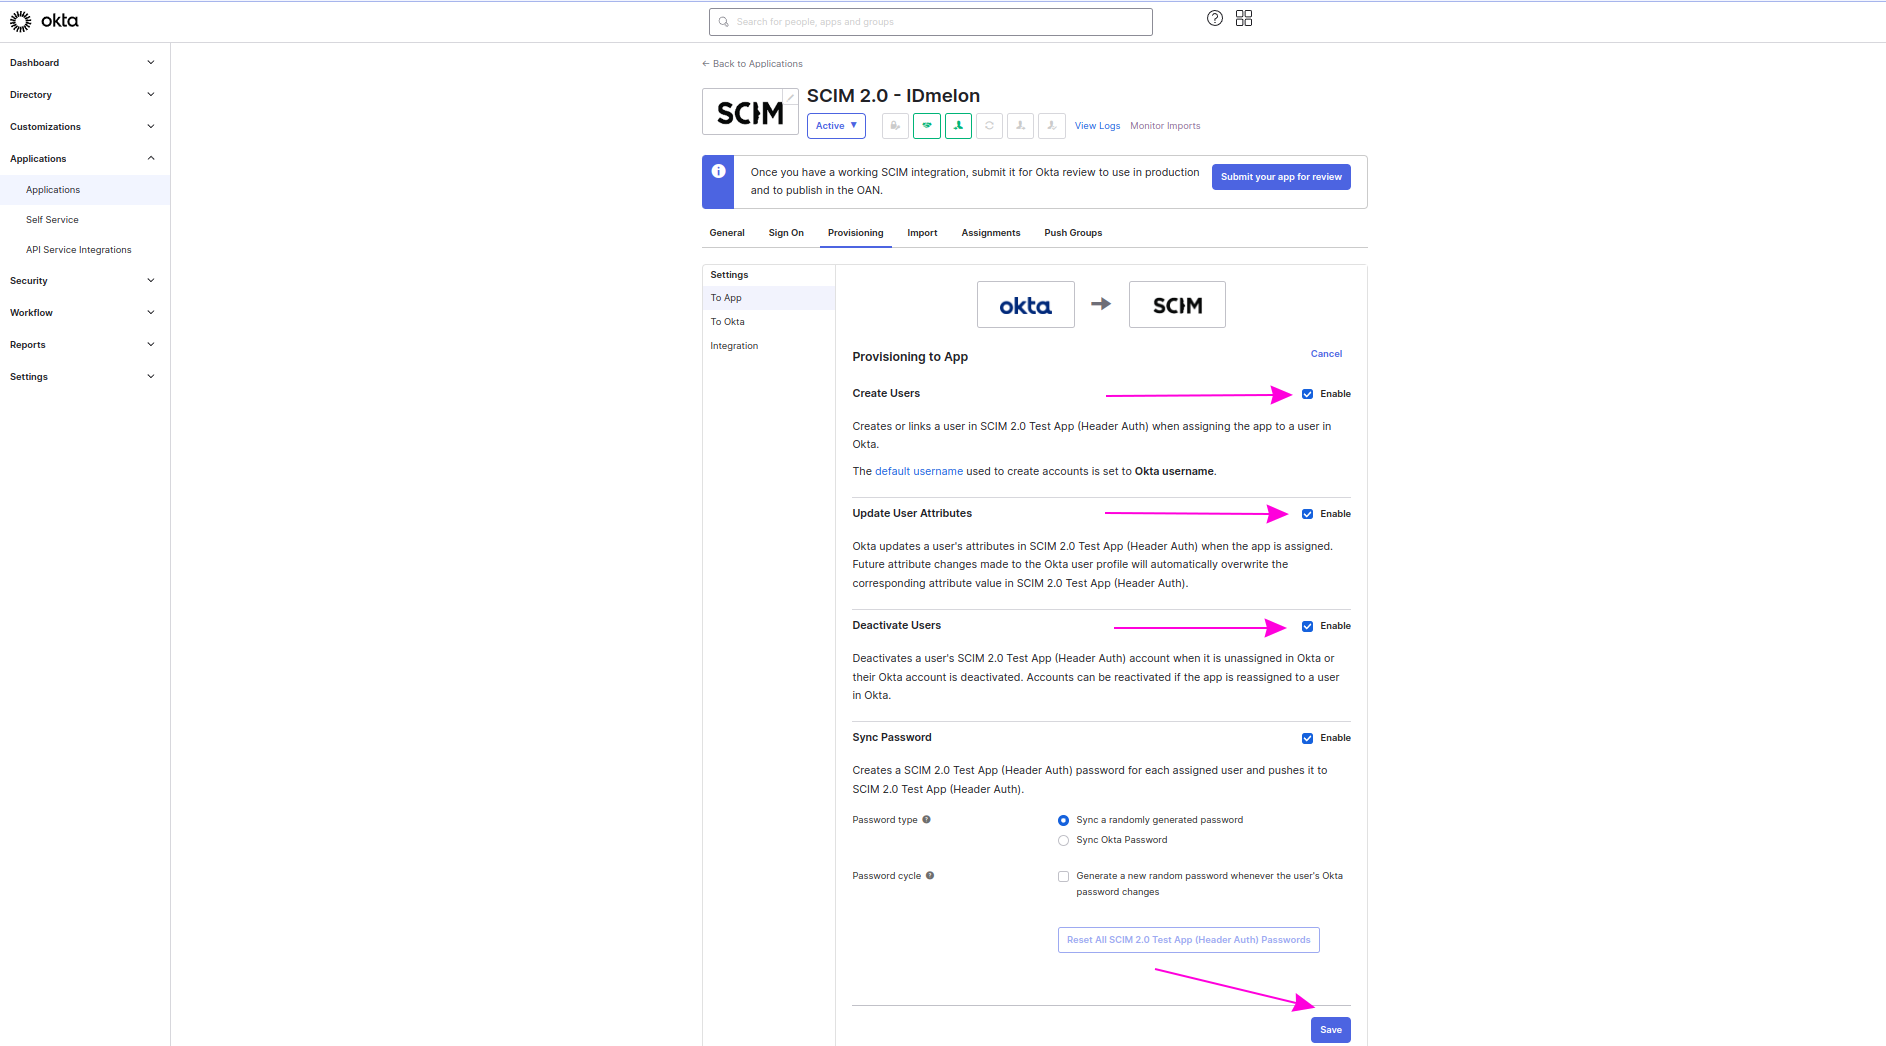 okta
Search for people, apps and groups
Dashboard
Directory
Customizations
Applications
Applications
Self Service
API Service Integrations
Security
Workflow
Reports
Settings
← Back to Applications
SCIM
SCIM 2.0 - IDmelon
Active ▼
View Logs
Monitor Imports
Once you have a working SCIM integration, submit it for Okta review to use in production
and to publish in the OAN.
Submit your app for review
General
Sign On
Provisioning
Import
Assignments
Push Groups
Settings
To App
To Okta
Integration
okta
SCIM
Provisioning to App
Cancel
Create Users
Enable
Creates or links a user in SCIM 2.0 Test App (Header Auth) when assigning the app to a user in
Okta.
The default username used to create accounts is set to Okta username.
Update User Attributes
Enable
Okta updates a user's attributes in SCIM 2.0 Test App (Header Auth) when the app is assigned.
Future attribute changes made to the Okta user profile will automatically overwrite the
corresponding attribute value in SCIM 2.0 Test App (Header Auth).
Deactivate Users
Enable
Deactivates a user's SCIM 2.0 Test App (Header Auth) account when it is unassigned in Okta or
their Okta account is deactivated. Accounts can be reactivated if the app is reassigned to a user
in Okta.
Sync Password
Enable
Creates a SCIM 2.0 Test App (Header Auth) password for each assigned user and pushes it to
SCIM 2.0 Test App (Header Auth).
Password type
Sync a randomly generated password
Sync Okta Password
Password cycle
Generate a new random password whenever the user's Okta
password changes
Reset All SCIM 2.0 Test App (Header Auth) Passwords
Save